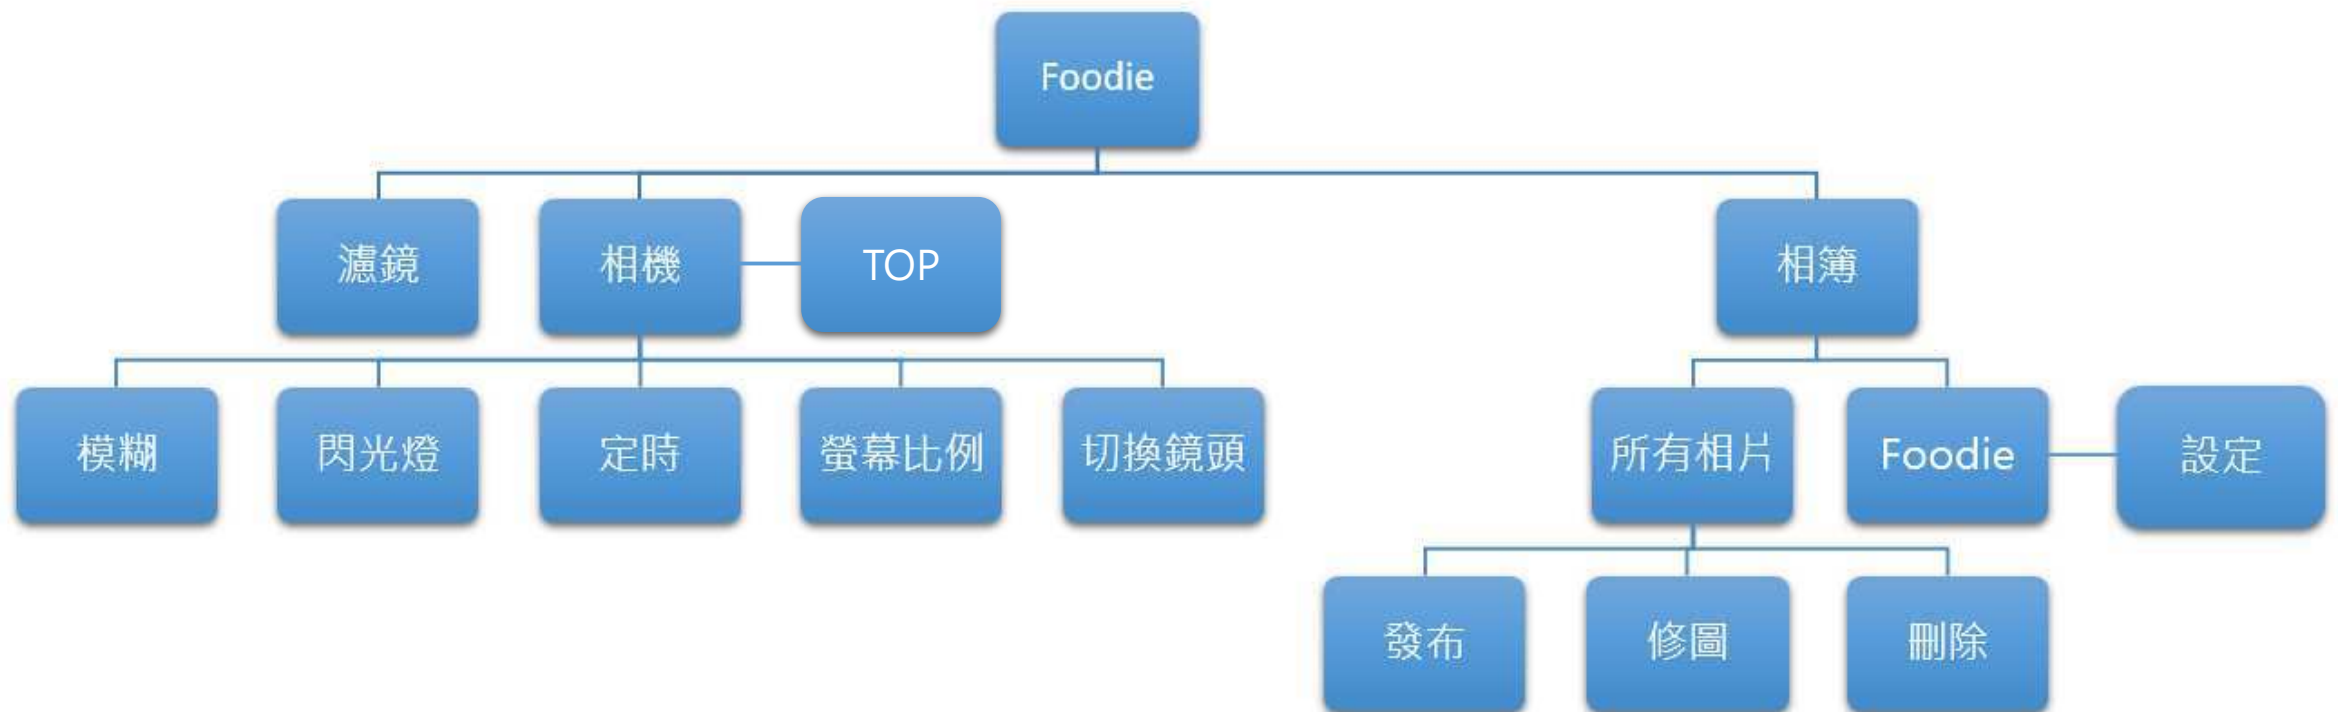 Foodie
濾鏡
相機
TOP
相簿
模糊
閃光燈
定時
螢幕比例
切換鏡頭
所有相片
Foodie
設定
發布
修圖
刪除